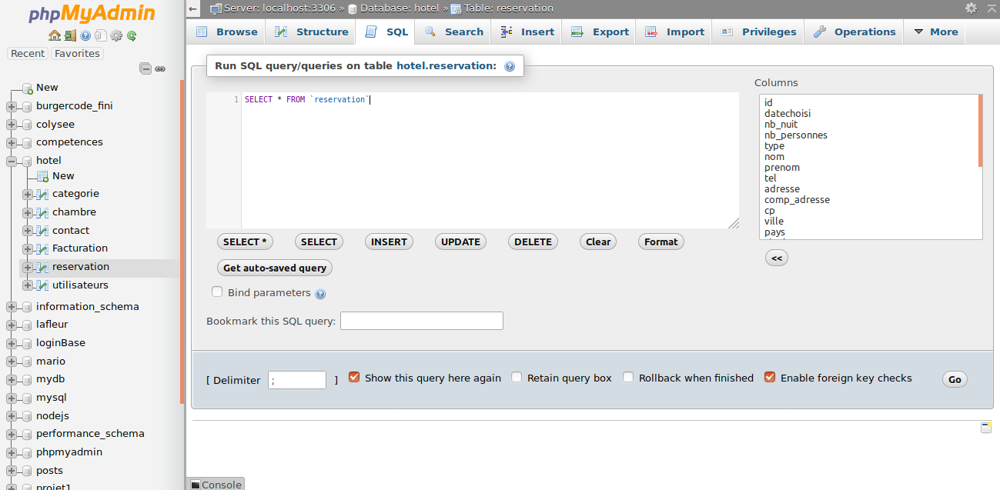 phpMyAdmin
Recent Favorites
New
burgercode_fini
colysee
competences
hotel
New
categorie
chambre
contact
Facturation
reservation
utilisateurs
information_schema
lafleur
loginBase
mario
mydb
mysql
nodejs
performance_schema
phpmyadmin
posts
projet1
Server: localhost:3306 » Database: hotel » Table: reservation
Browse Structure SQL Search Insert Export Import Privileges Operations More
Run SQL query/queries on table hotel.reservation:
1 SELECT * FROM `reservation`
Columns
id
datechoisi
nb_nuit
nb_personnes
type
nom
prenom
tel
adresse
comp_adresse
cp
ville
pays
<<
SELECT * SELECT INSERT UPDATE DELETE Clear Format
Get auto-saved query
Bind parameters
Bookmark this SQL query:
[ Delimiter ; ] Show this query here again Retain query box Rollback when finished Enable foreign key checks Go
Console